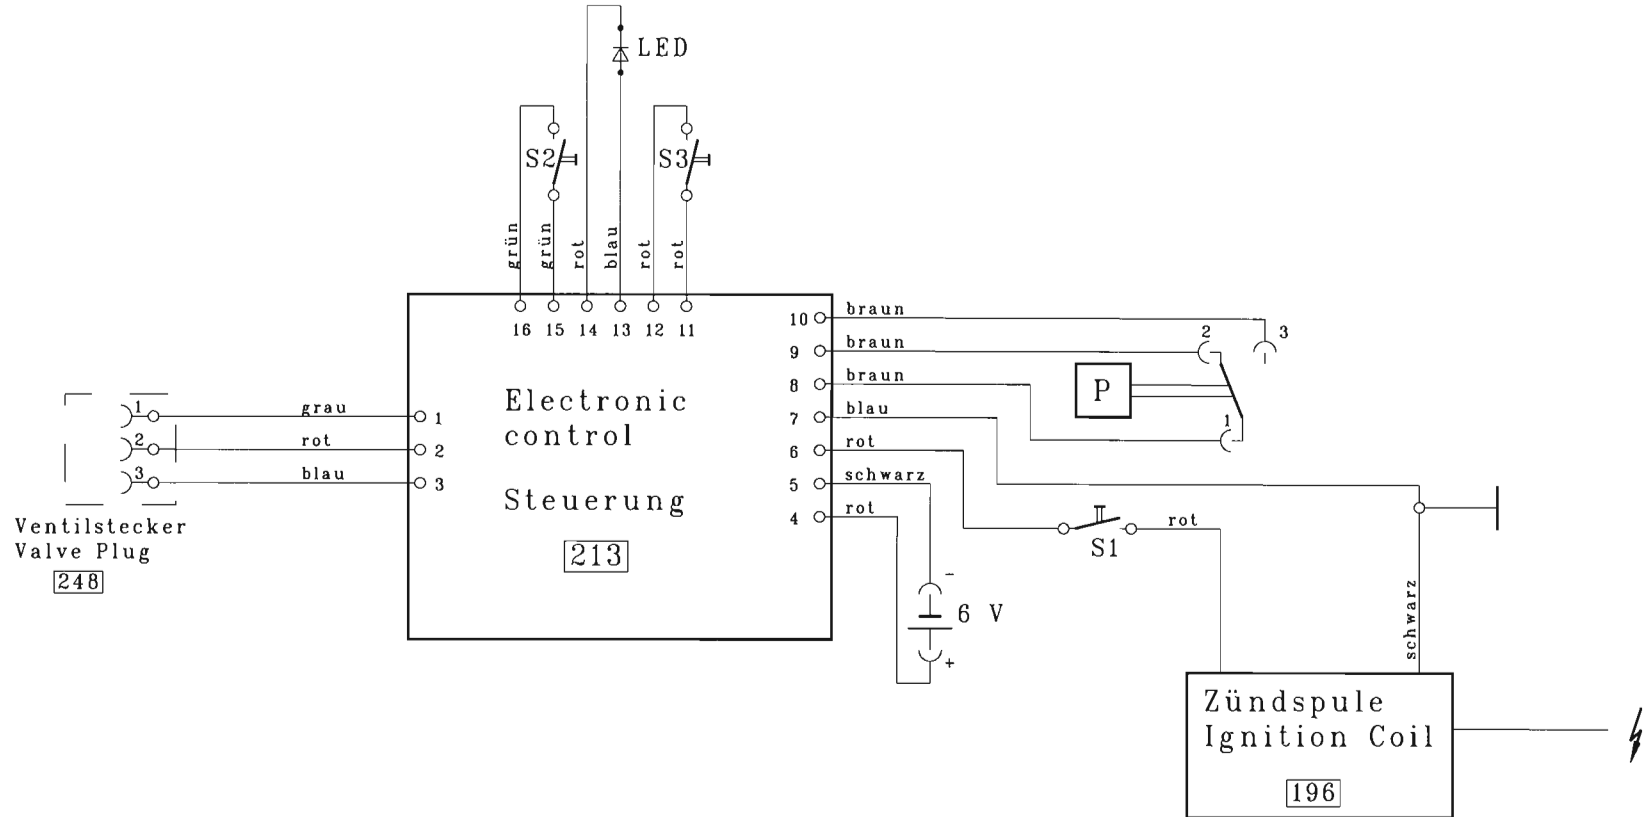 LED
S2
S3
grün
grün
rot
blau
rot
rot
16 15 14 13 12 11
10 braun
9 braun
8 braun
7 blau
6 rot
5 schwarz
4 rot
2
3
P
1
Electronic
control
Steuerung
213
1 grau 1
2 rot 2
3 blau 3
Ventilstecker
Valve Plug
248
-
6 V
+
S1
rot
schwarz
Zündspule
Ignition Coil
196